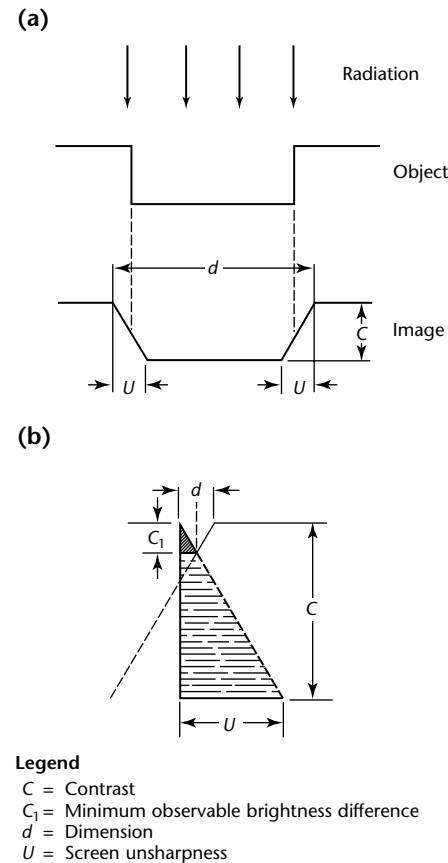 (a)
Radiation
Object
d
C
Image
U
U
(b)
d
C₁
C
U
Legend
C = Contrast
C₁ = Minimum observable brightness difference
d = Dimension
U = Screen unsharpness